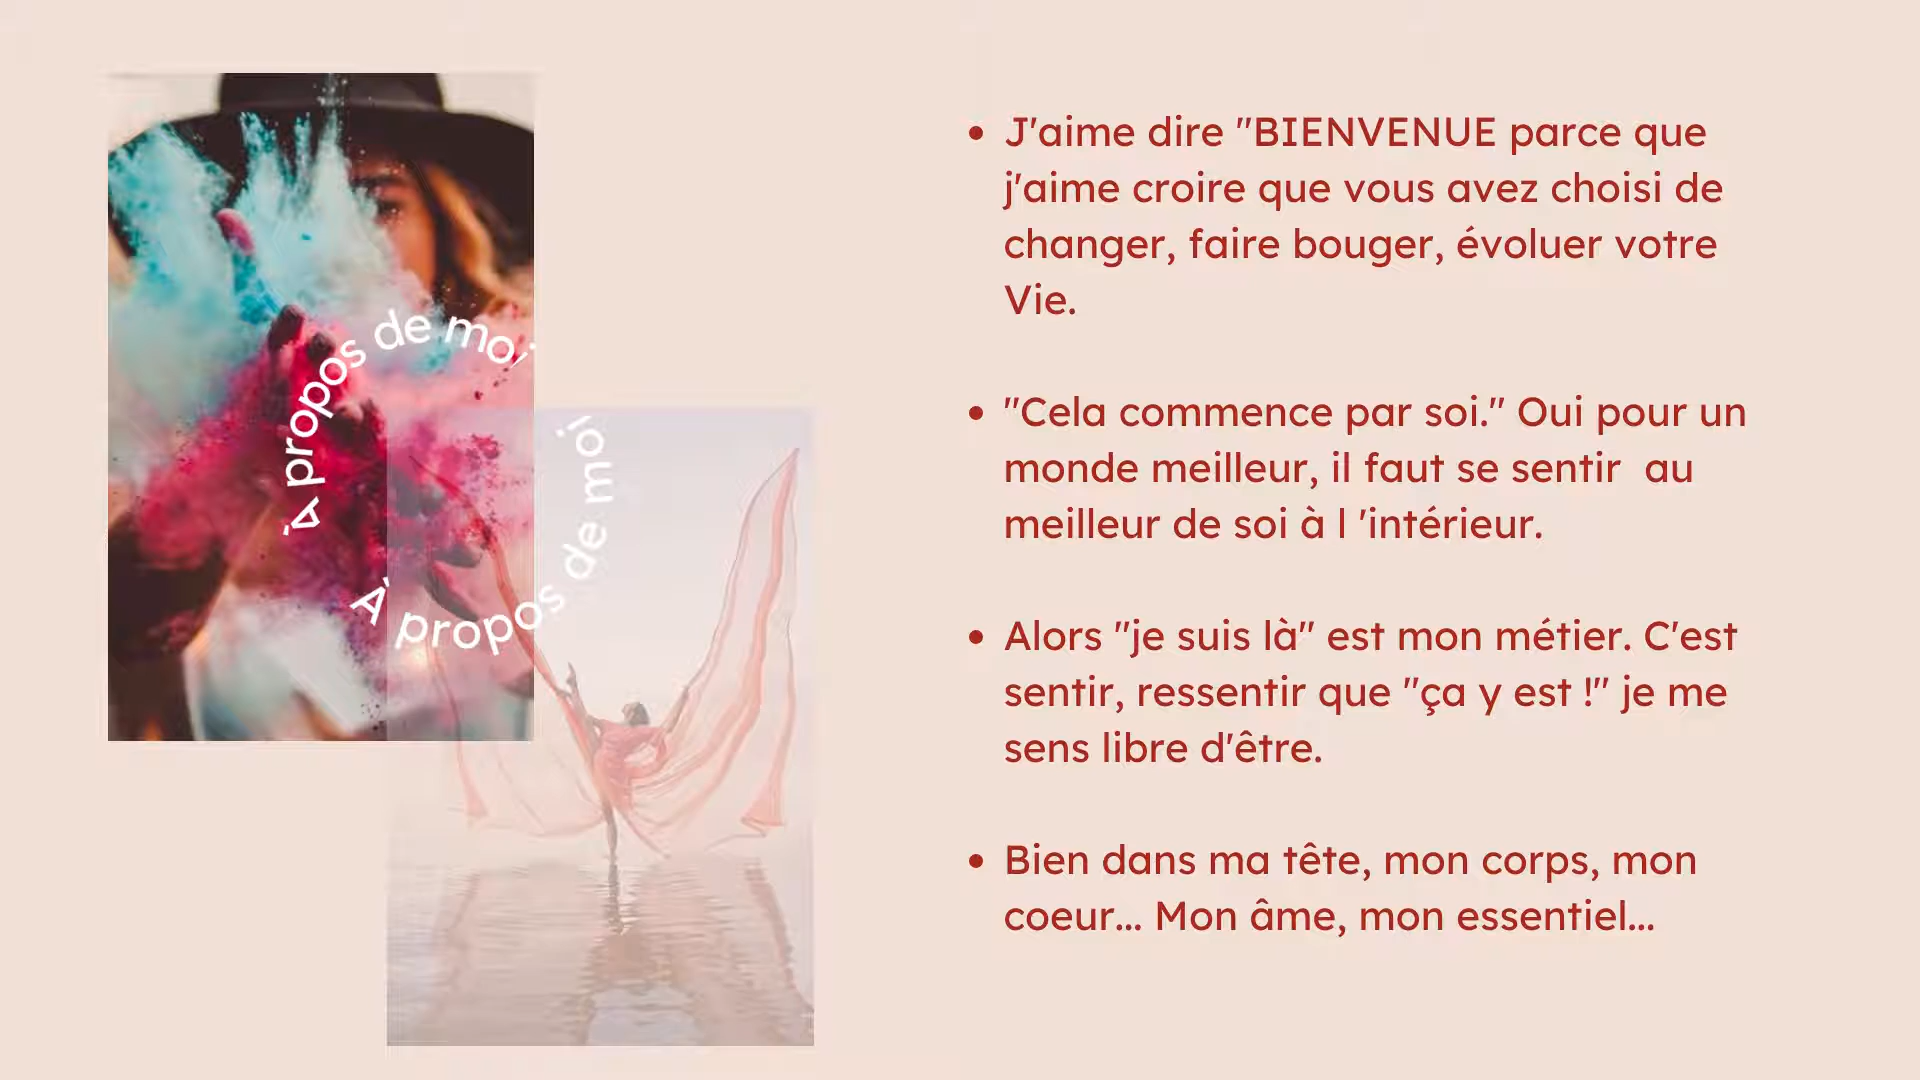 À propos de moi
À propos de moi
J'aime dire "BIENVENUE parce que
j'aime croire que vous avez choisi de
changer, faire bouger, évoluer votre
Vie.
"Cela commence par soi." Oui pour un
monde meilleur, il faut se sentir  au
meilleur de soi à l 'intérieur.
Alors "je suis là" est mon métier. C'est
sentir, ressentir que "ça y est !" je me
sens libre d'être.
Bien dans ma tête, mon corps, mon
coeur... Mon âme, mon essentiel...